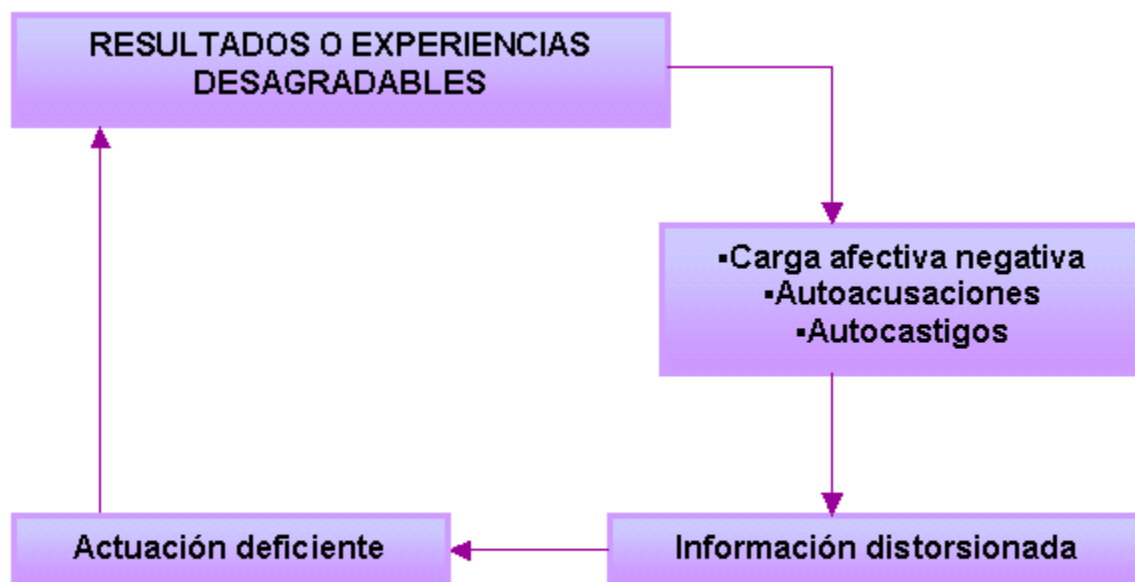 RESULTADOS O EXPERIENCIAS
DESAGRADABLES
▪Carga afectiva negativa
▪Autoacusaciones
▪Autocastigos
Actuación deficiente
Información distorsionada